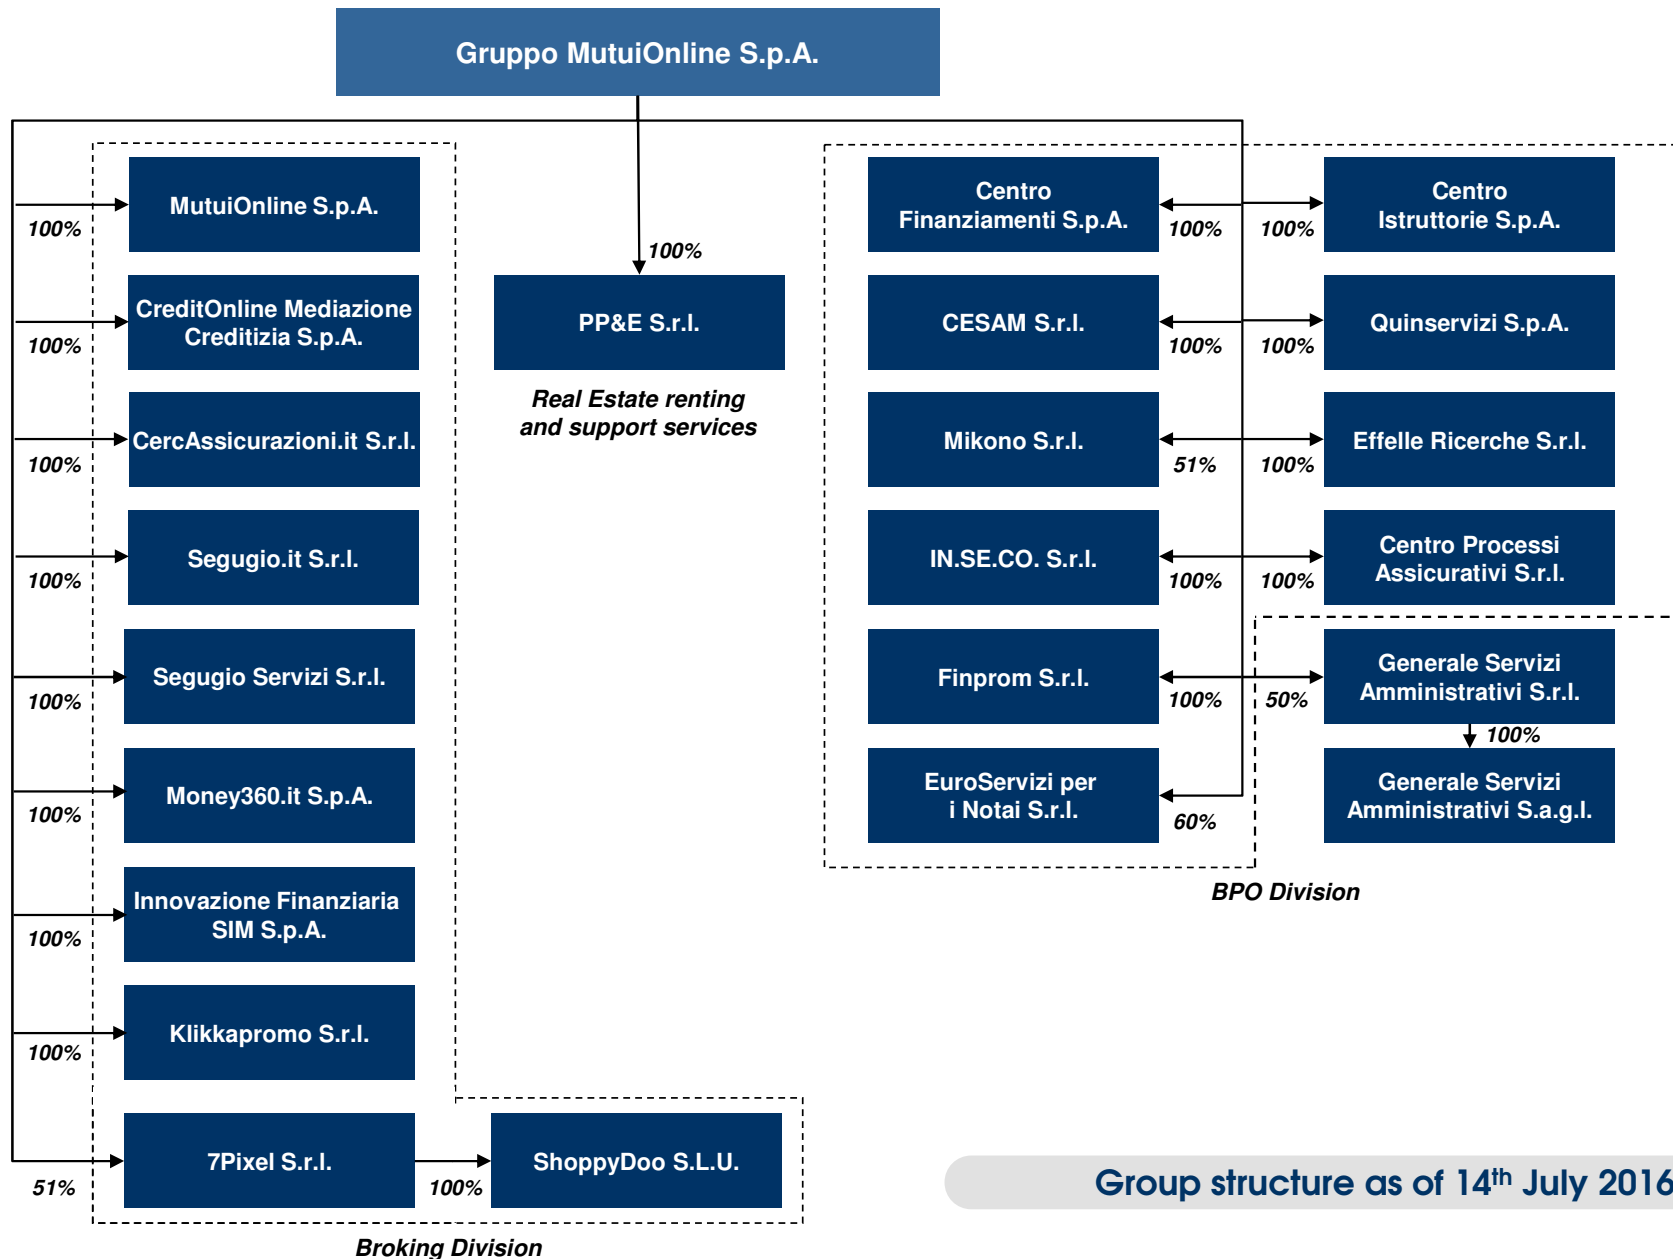 Gruppo MutuiOnline S.p.A.
MutuiOnline S.p.A.
100%
CreditOnline Mediazione
Creditizia S.p.A.
100%
CercAssicurazioni.it S.r.l.
100%
Segugio.it S.r.l.
100%
Segugio Servizi S.r.l.
100%
Money360.it S.p.A.
100%
Innovazione Finanziaria
SIM S.p.A.
100%
Klikkapromo S.r.l.
100%
7Pixel S.r.l.
51%
ShoppyDoo S.L.U.
100%
Broking Division
100%
PP&E S.r.l.
Real Estate renting
and support services
Centro
Finanziamenti S.p.A.
100%
Centro
Istruttorie S.p.A.
100%
CESAM S.r.l.
100%
Quinservizi S.p.A.
100%
Mikono S.r.l.
51%
Effelle Ricerche S.r.l.
100%
IN.SE.CO. S.r.l.
100%
Centro Processi
Assicurativi S.r.l.
100%
Finprom S.r.l.
100%
Generale Servizi
Amministrativi S.r.l.
50%
100%
EuroServizi per
i Notai S.r.l.
60%
Generale Servizi
Amministrativi S.a.g.l.
BPO Division
Group structure as of 14th July 2016